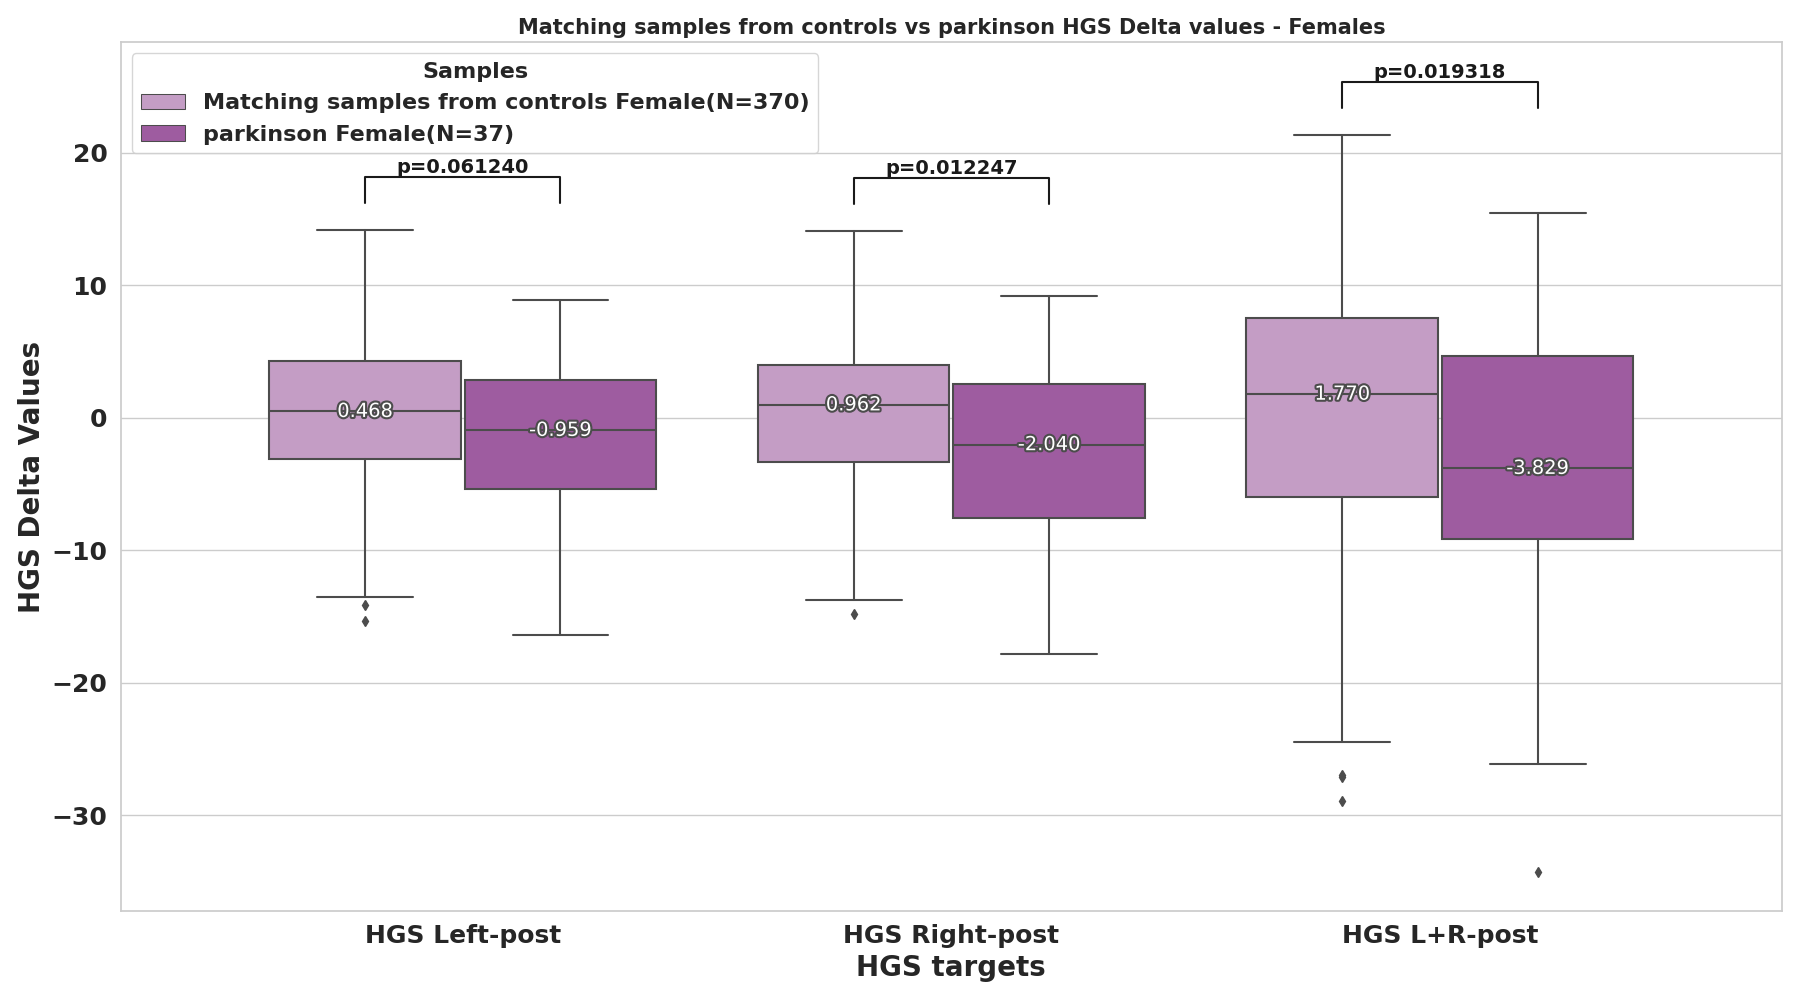 Matching samples from controls vs parkinson HGS Delta values - Females
Samples
Matching samples from controls Female(N=370)
parkinson Female(N=37)
p=0.061240
p=0.012247
p=0.019318
HGS Delta Values
20
10
0
−10
−20
−30
0.468
-0.959
0.962
-2.040
1.770
-3.829
HGS Left-post
HGS Right-post
HGS L+R-post
HGS targets